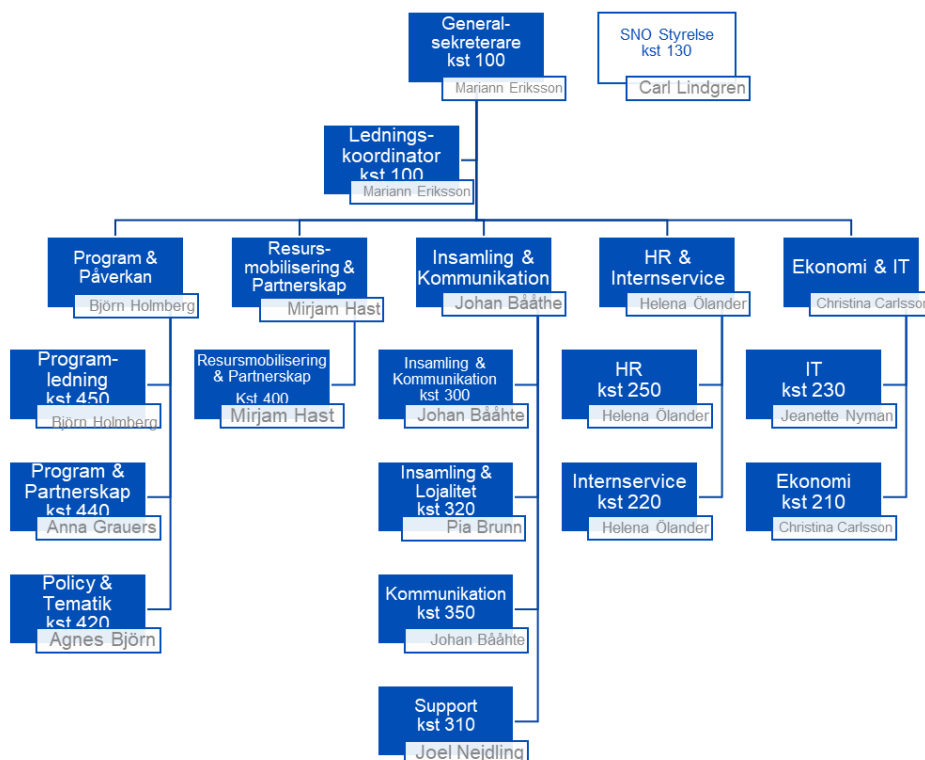 General-
sekreterare
kst 100
Mariann Eriksson
SNO Styrelse
kst 130
Carl Lindgren
Lednings-
koordinator
kst 100
Mariann Eriksson
Program &
Påverkan
Björn Holmberg
Resurs-
mobilisering &
Partnerskap
Mirjam Hast
Insamling &
Kommunikation
Johan Bååthe
HR &
Internservice
Helena Ölander
Ekonomi & IT
Christina Carlsson
Program-
ledning
kst 450
Björn Holmberg
Resursmobilisering
& Partnerskap
Kst 400
Mirjam Hast
Insamling &
Kommunikation
kst 300
Johan Bååhte
HR
kst 250
Helena Ölander
IT
kst 230
Jeanette Nyman
Program &
Partnerskap
kst 440
Anna Grauers
Insamling &
Lojalitet
kst 320
Pia Brunn
Internservice
kst 220
Helena Ölander
Ekonomi
kst 210
Christina Carlsson
Policy &
Tematik
kst 420
Agnes Björn
Kommunikation
kst 350
Johan Bååhte
Support
kst 310
Joel Nejdling